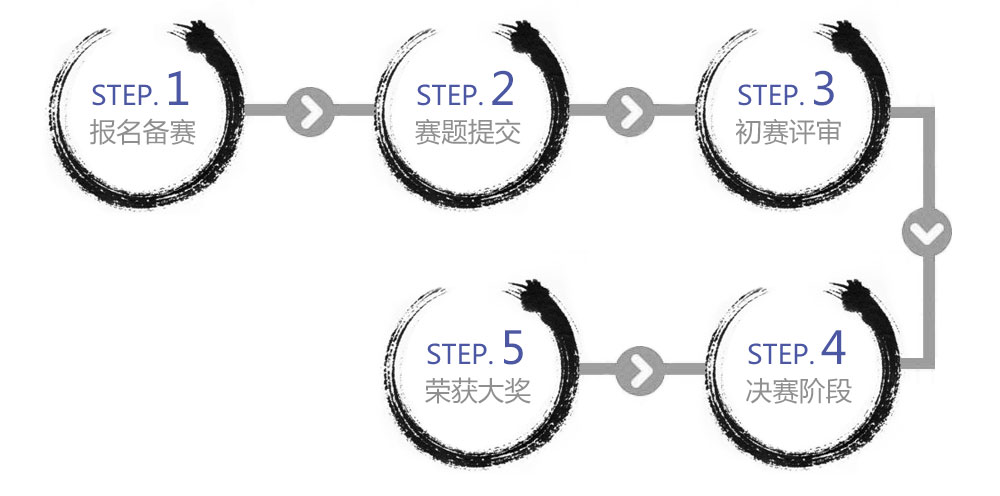 STEP. 1
报名备赛
STEP. 2
赛题提交
STEP. 3
初赛评审
STEP. 4
决赛阶段
STEP. 5
荣获大奖